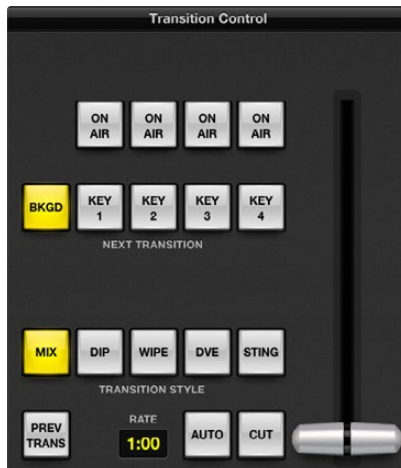 Transition Control
ON AIR ON AIR ON AIR ON AIR
BKGD KEY 1 KEY 2 KEY 3 KEY 4
NEXT TRANSITION
MIX DIP WIPE DVE STING
TRANSITION STYLE
PREV TRANS RATE 1:00 AUTO CUT